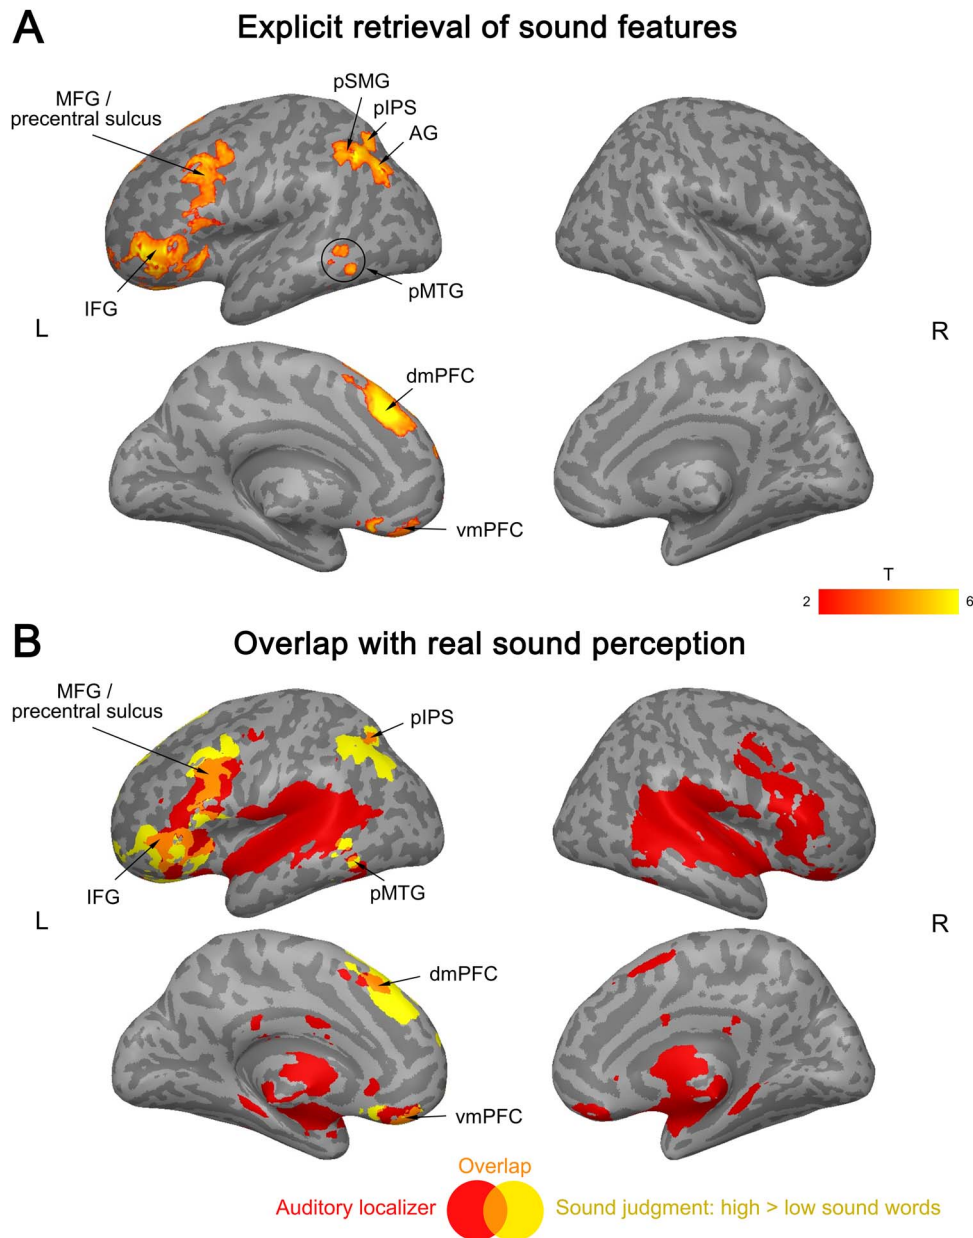 A
Explicit retrieval of sound features
MFG /
precentral sulcus
pSMG
pIPS
AG
IFG
pMTG
L
R
dmPFC
vmPFC
T
2
6
B
Overlap with real sound perception
MFG /
precentral sulcus
pIPS
IFG
pMTG
L
R
dmPFC
vmPFC
Overlap
Auditory localizer
Sound judgment: high > low sound words